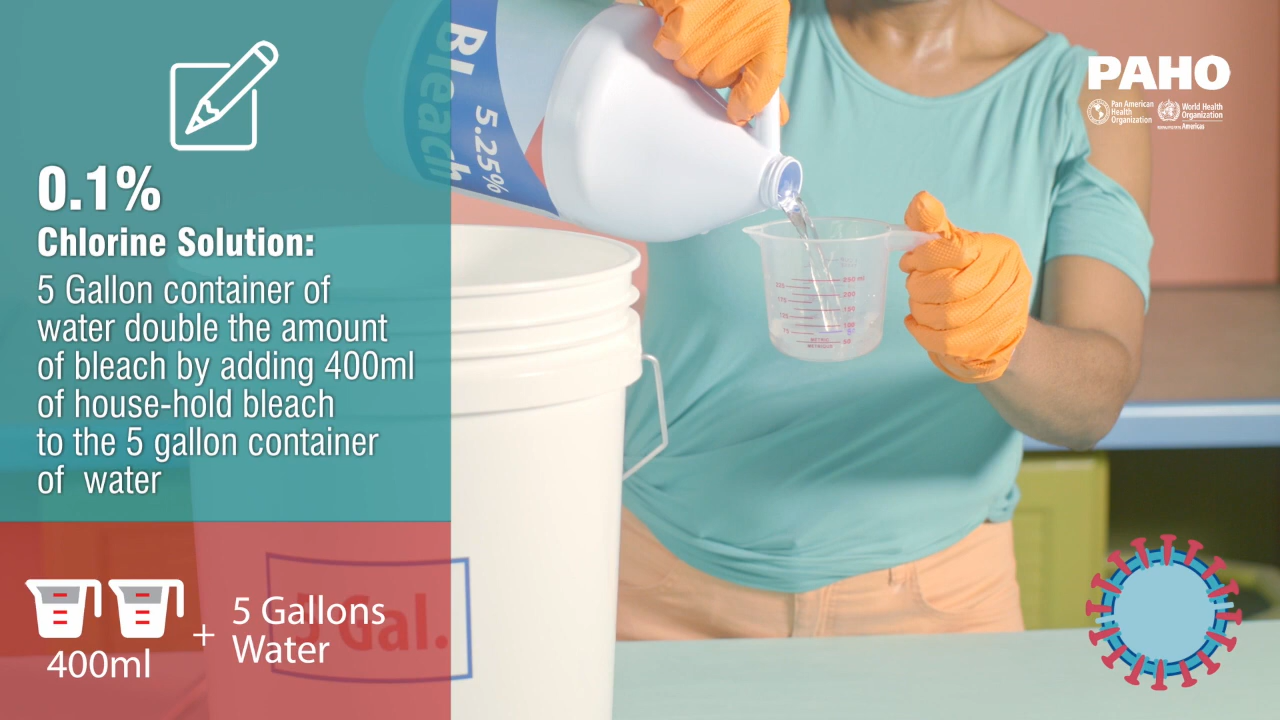 0.1%
Chlorine Solution:
5 Gallon container of
water double the amount
of bleach by adding 400ml
of house-hold bleach
to the 5 gallon container
of water
400ml
+
5 Gallons
Water
Gal.
Bleach
5.25%
250 ml
200
150
100
50
PAHO
Pan American
Health
Organization
World Health
Organization
Americas